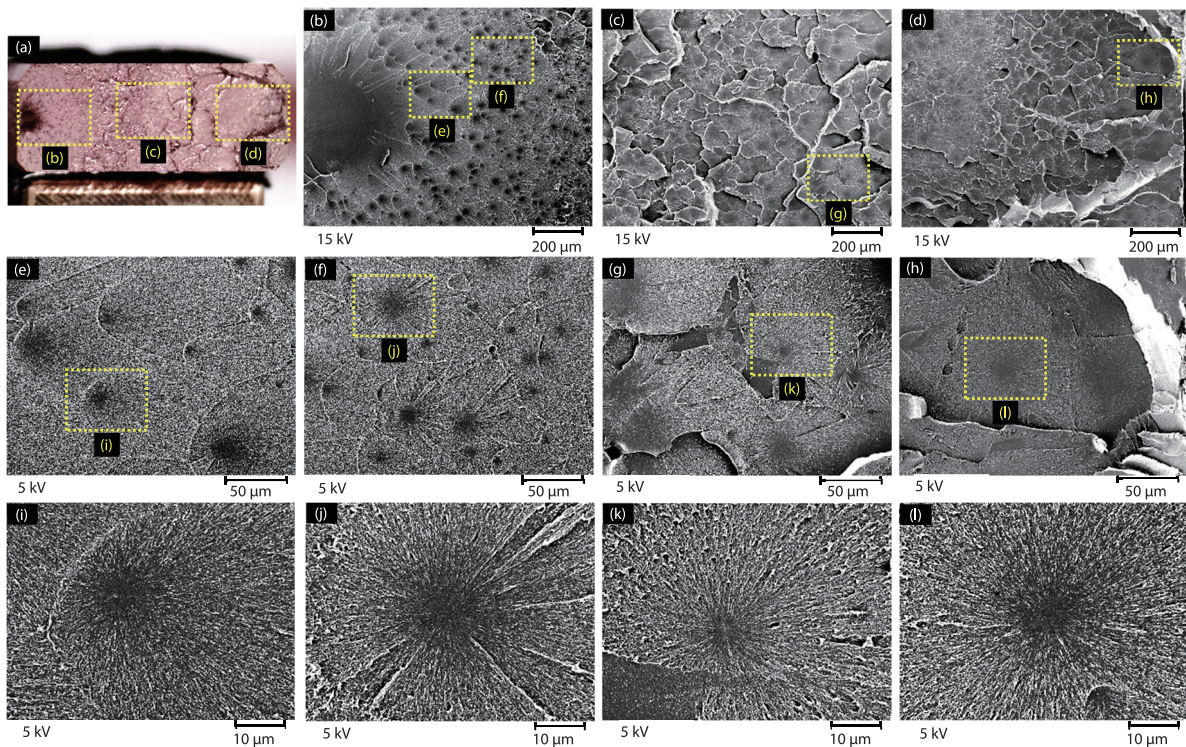 (a)
(b)
(c)
(d)
(b)
(e)
(f)
15 kV
200 µm
(c)
(g)
15 kV
200 µm
(d)
(h)
15 kV
200 µm
(e)
(i)
5 kV
50 µm
(f)
(j)
5 kV
50 µm
(g)
(k)
5 kV
50 µm
(h)
(l)
5 kV
50 µm
(i)
5 kV
10 µm
(j)
5 kV
10 µm
(k)
5 kV
10 µm
(l)
5 kV
10 µm